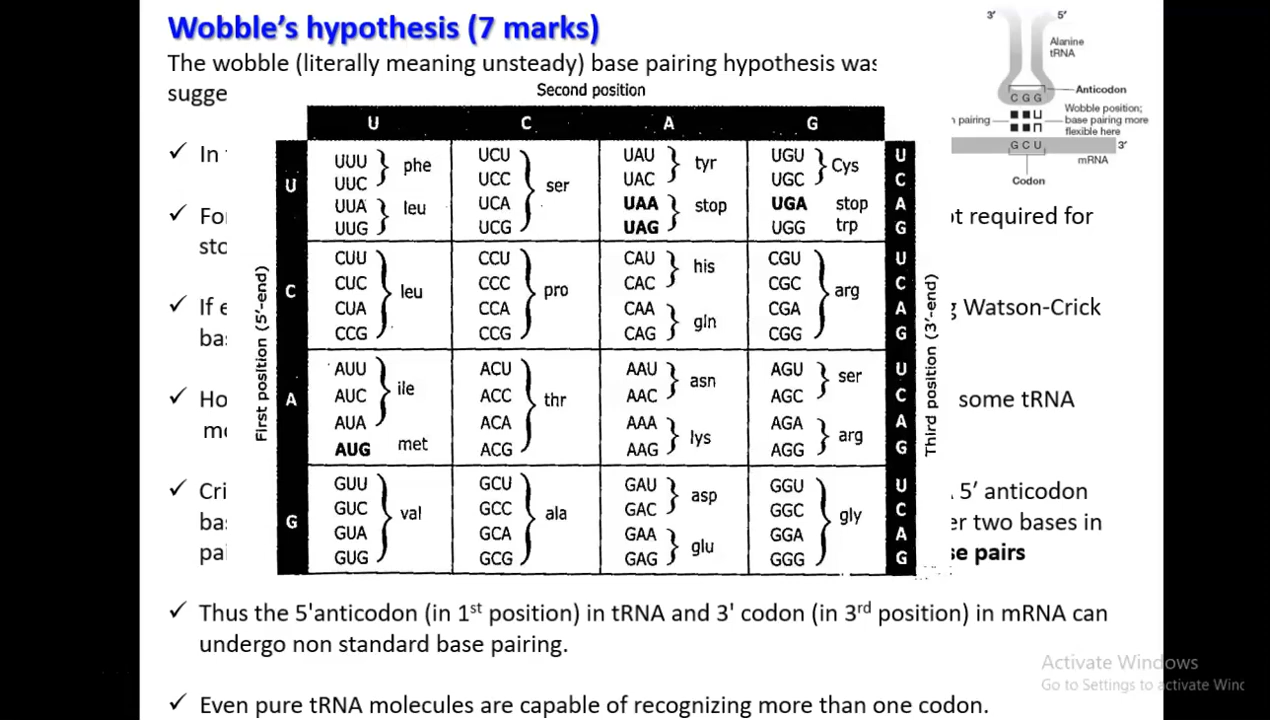 Wobble's hypothesis (7 marks)
The wobble (literally meaning unsteady) base pairing hypothesis was
sugge
✓ In
✓ For
t required for
sto
✓ If e
g Watson-Crick
ba
✓ Ho
some tRNA
m
✓ Cri
5′ anticodon
ba
er two bases in
pai
se pairs
✓ Thus the 5'anticodon (in 1st position) in tRNA and 3' codon (in 3rd position) in mRNA can
undergo non standard base pairing.
✓ Even pure tRNA molecules are capable of recognizing more than one codon.
3′ 5′
Alanine
tRNA
Anticodon
C G G
Wobble position;
pairing
base pairing more
flexible here
G C U 3′
mRNA
Codon
Second position
U C A G
First position (5′-end)
Third position (3′-end)
U
UUU UCU UAU UGU U
phe tyr Cys
UUC UCC UAC UGC C
ser
UUA UCA UAA UGA stop A
leu stop
UUG UCG UAG UGG trp G
C
CUU CCU CAU CGU U
his
CUC CCC CAC CGC C
leu pro arg
CUA CCA CAA CGA A
gln
CCG CCG CAG CGG G
A
AUU ACU AAU AGU U
asn ser
AUC ACC AAC AGC C
ile thr
AUA ACA AAA AGA A
lys arg
AUG met ACG AAG AGG G
G
GUU GCU GAU GGU U
asp
GUC GCC GAC GGC C
val ala gly
GUA GCA GAA GGA A
glu
GUG GCG GAG GGG G
Activate Windows
Go to Settings to activate Winc